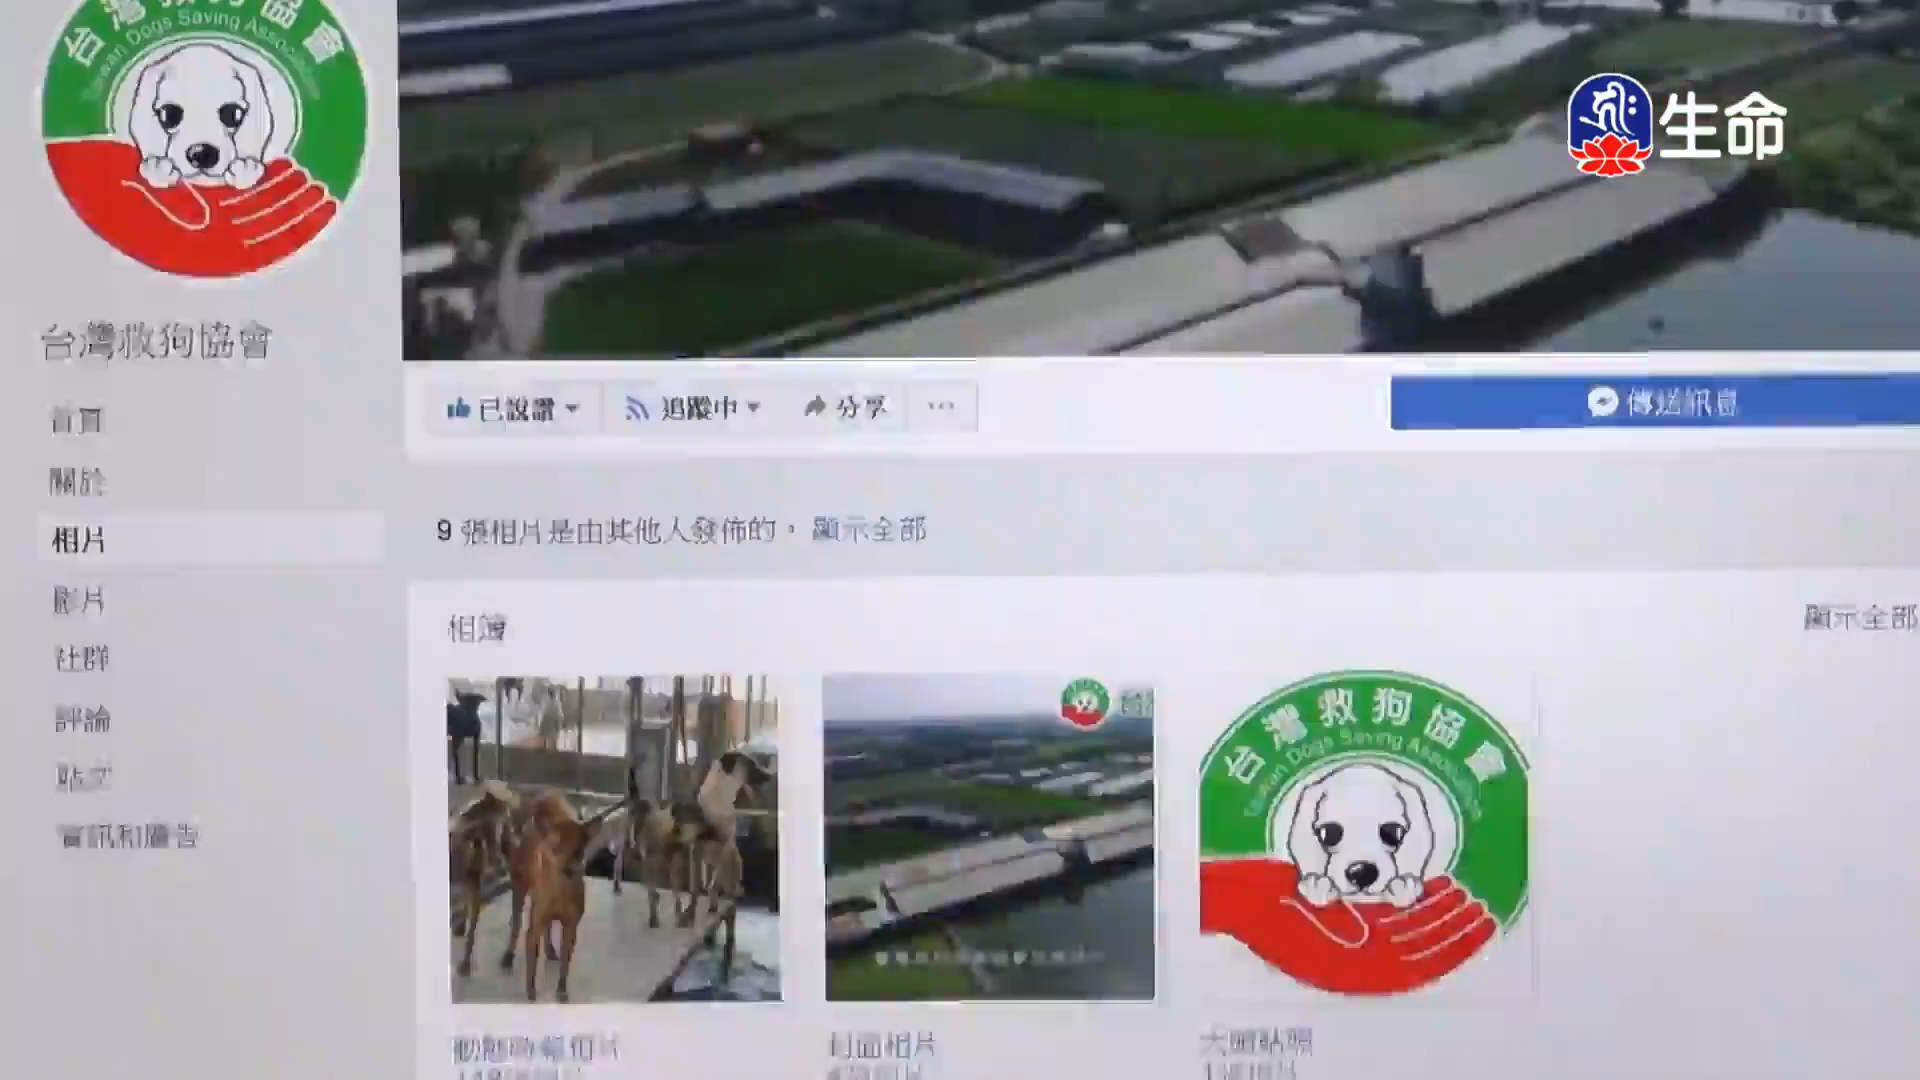 台灣救狗協會
Taiwan Dogs Saving Association
生命
台灣救狗協會
首頁
關於
相片
影片
社群
評論
貼文
資訊和廣告
已說讚
追蹤中
分享
傳送訊息
9 張相片是由其他人發佈的。 顯示全部
相簿
顯示全部
台灣救狗協會
Taiwan Dogs Saving Association
動態時報相片
封面相片
大頭貼照